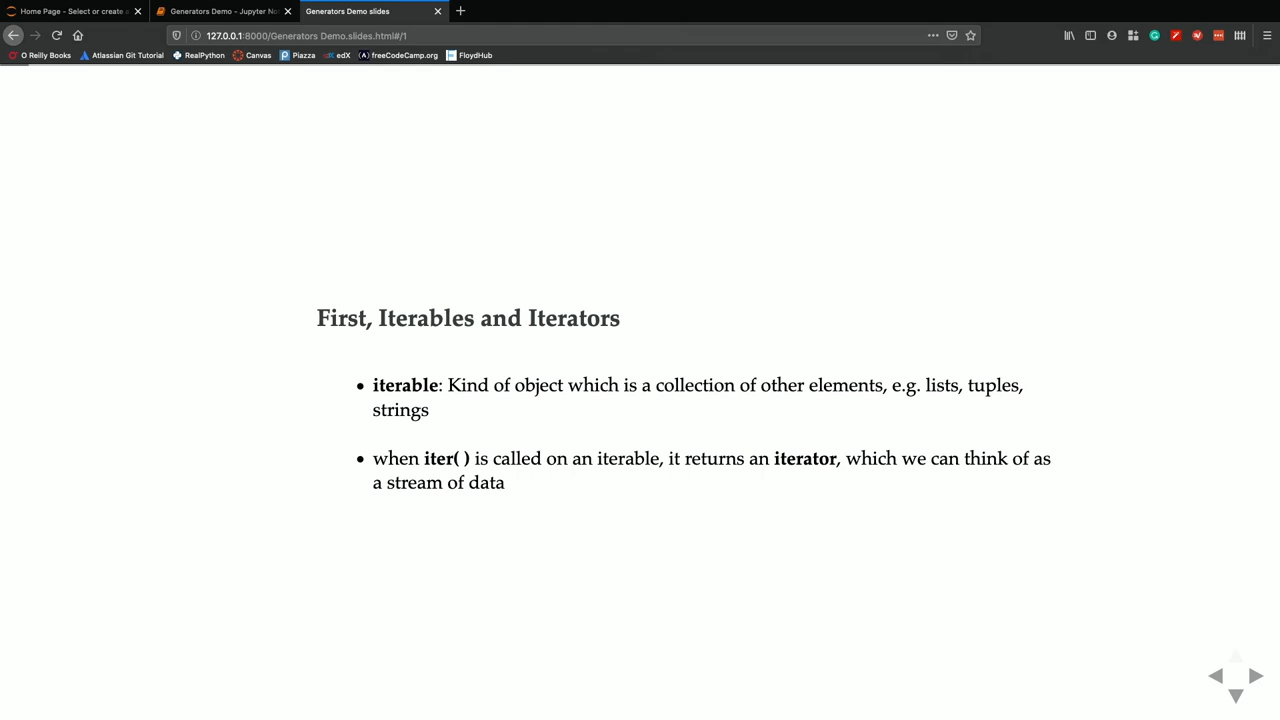 Home Page - Select or create a
Generators Demo - Jupyter No
Generators Demo slides
127.0.0.1:8000/Generators Demo.slides.html#/1
O Reilly Books
Atlassian Git Tutorial
RealPython
Canvas
Piazza
edX
freeCodeCamp.org
FloydHub
First, Iterables and Iterators
• iterable: Kind of object which is a collection of other elements, e.g. lists, tuples,
strings
• when iter( ) is called on an iterable, it returns an iterator, which we can think of as
a stream of data